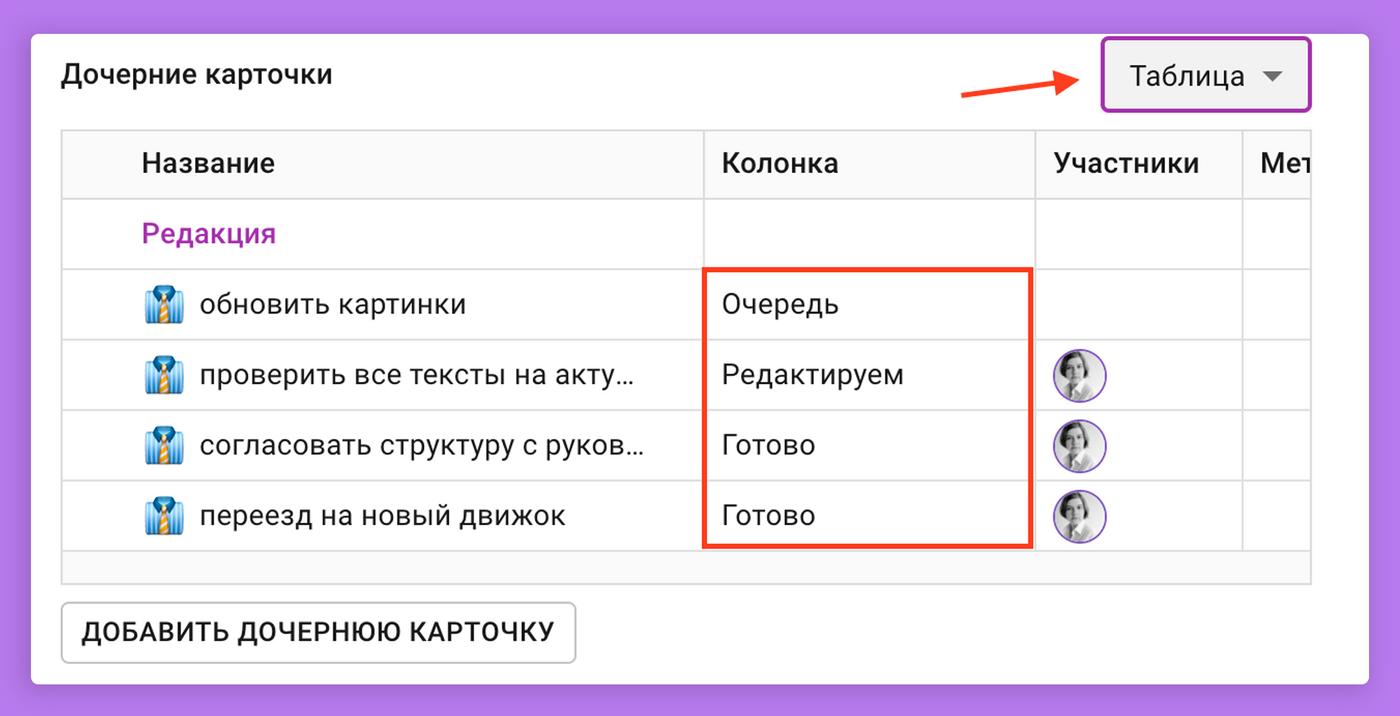 Дочерние карточки
Таблица
Название Колонка Участники Мет
Редакция
обновить картинки Очередь
проверить все тексты на акту... Редактируем
согласовать структуру с руков... Готово
переезд на новый движок Готово
ДОБАВИТЬ ДОЧЕРНЮЮ КАРТОЧКУ